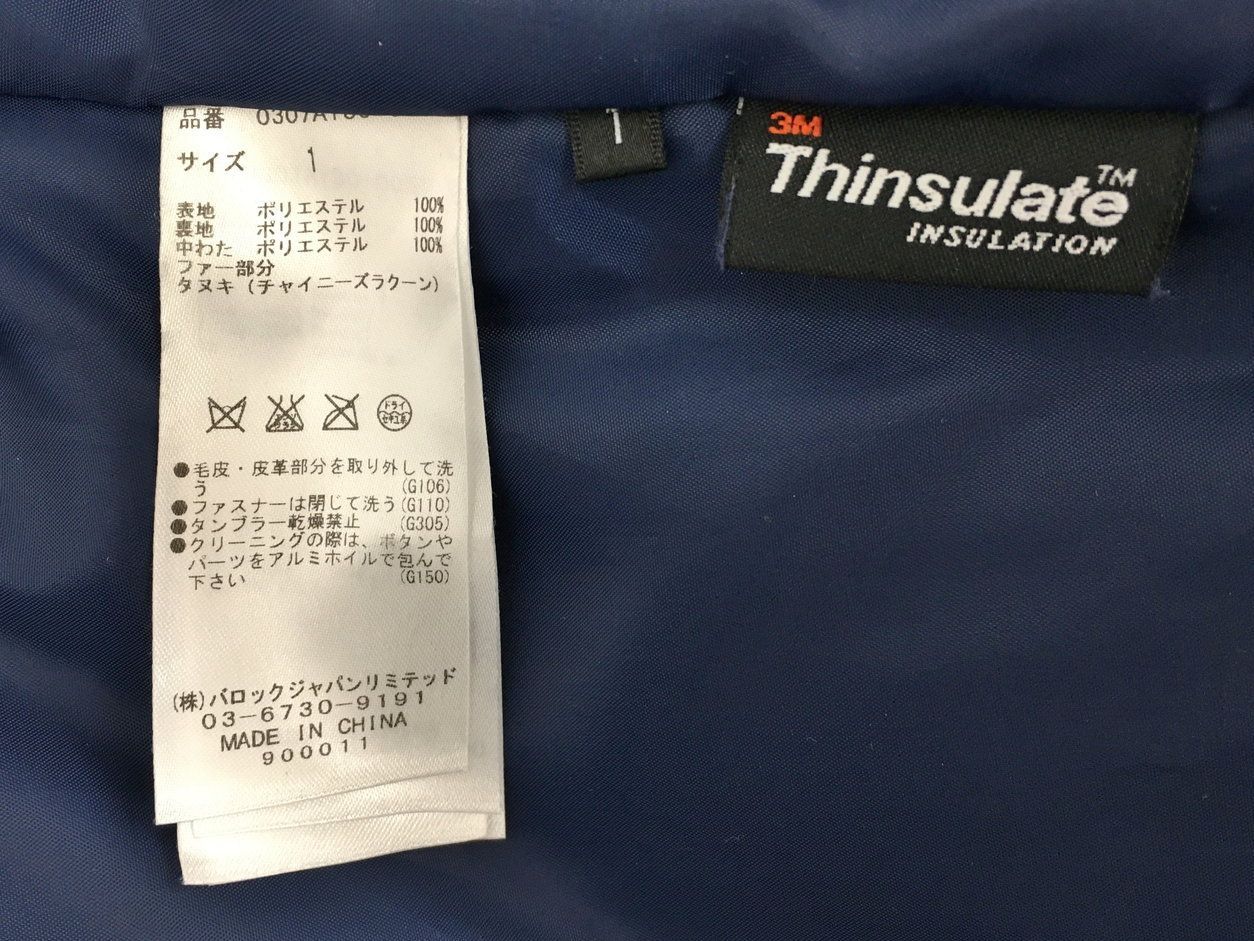 品番
サイズ 1
表地 ポリエステル 100%
裏地 ポリエステル 100%
中わた ポリエステル 100%
ファー部分
タヌキ (チャイニーズラクーン)
ドライ
セキユ系
●毛皮・皮革部分を取り外して洗
う (G106)
●ファスナーは閉じて洗う(G110)
●タンブラー乾燥禁止 (G305)
●クリーニングの際は、ボタンや
パーツをアルミホイルで包んで
下さい (G150)
(株)バロックジャパンリミテッド
03-6730-9191
MADE IN CHINA
900011
1
3M
Thinsulate™
INSULATION